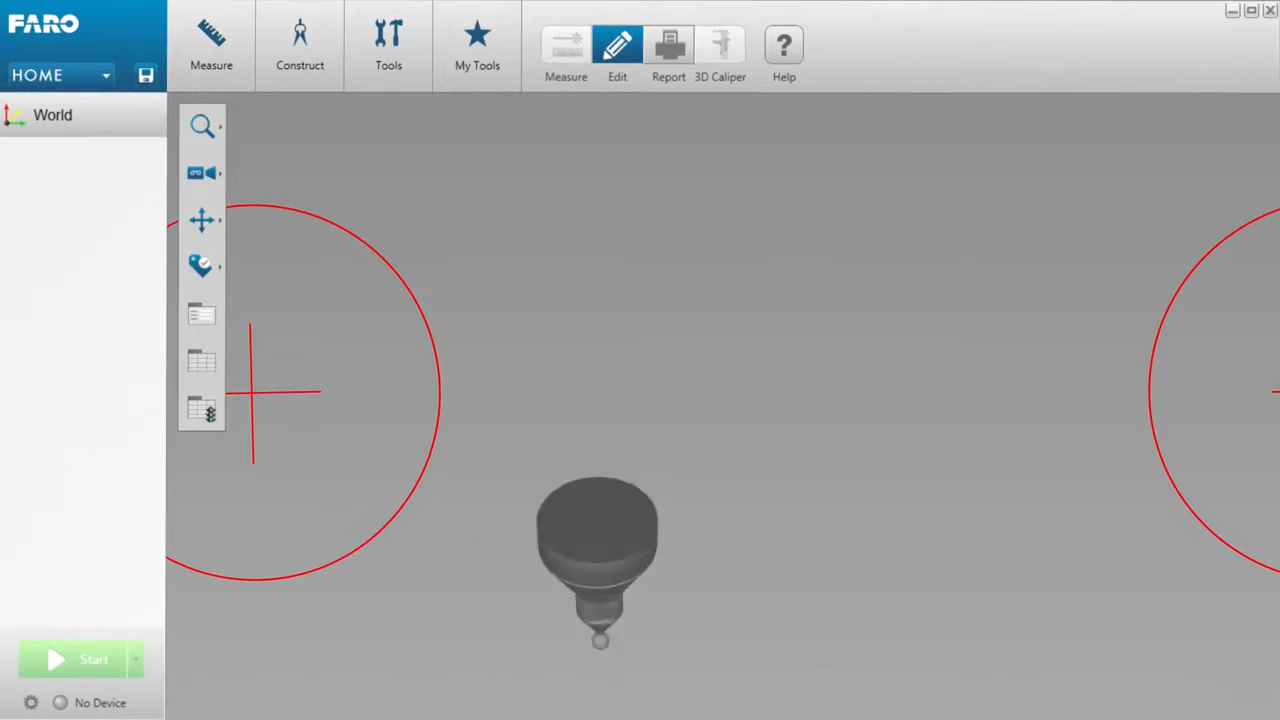 FARO
HOME
World
Measure
Construct
Tools
My Tools
Measure
Edit
Report
3D Caliper
?
Help
Start
No Device